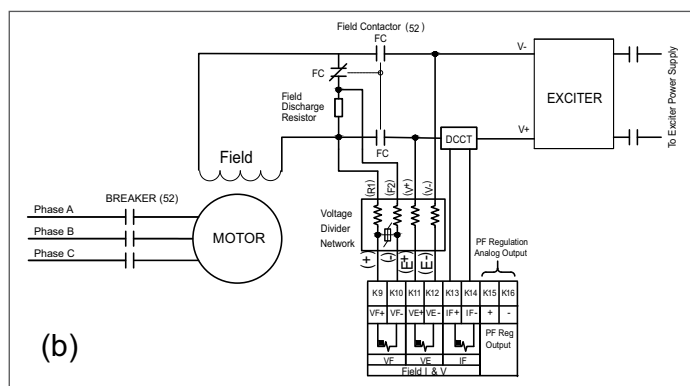 Field Contactor (52)
FC
V-
FC
Field
Discharge
Resistor
EXCITER
To Exciter Power Supply
V+
DCCT
FC
Field
(R1)
(F2)
(V+)
(V-)
BREAKER (52)
Phase A
Phase B
Phase C
MOTOR
Voltage
Divider
Network
PF Regulation
Analog Output
(+)
(-)
(E+)
(E-)
K9 K10 K11 K12 K13 K14 K15 K16
VF+ VF- VE+ VE- IF+ IF- + -
PF Reg
Output
VF VE IF
Field I & V
(b)